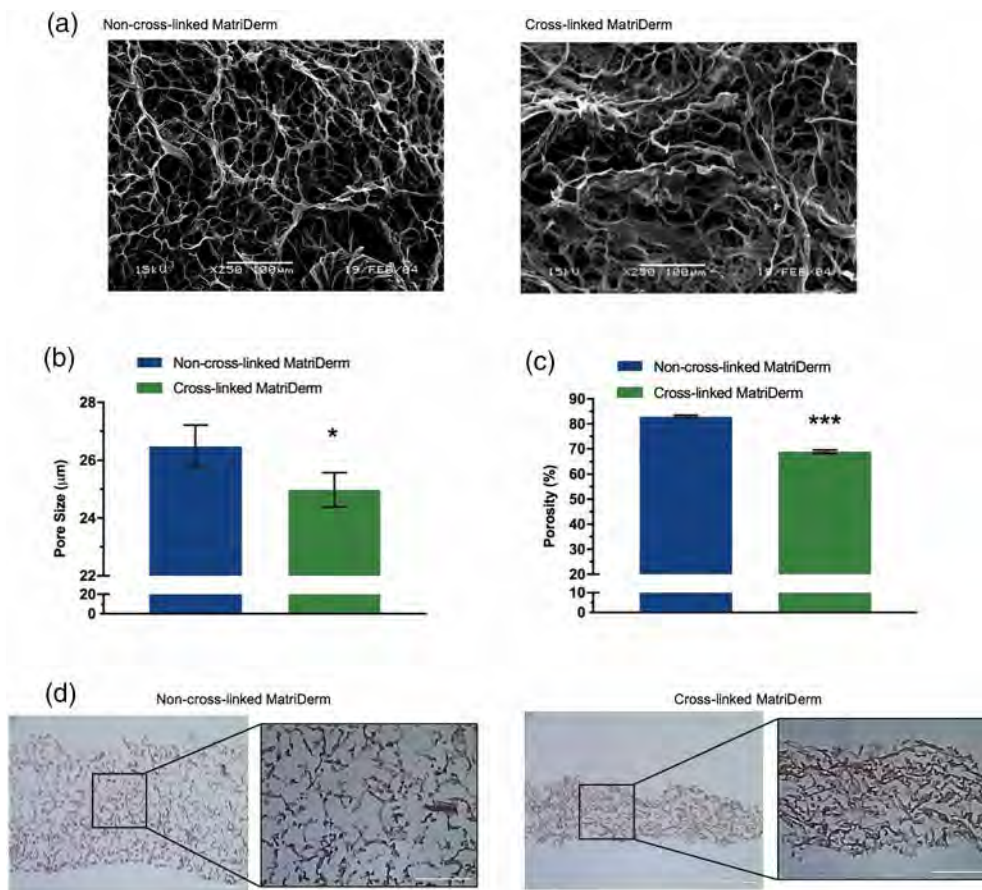 (a)
Non-cross-linked MatriDerm
Cross-linked MatriDerm
15kV X250 100µm 19/FEB/04
15kV X250 100µm 19/FEB/04
(b)
Non-cross-linked MatriDerm
Cross-linked MatriDerm
Pore Size (µm)
28
26
24
22
20
0
*
(c)
Non-cross-linked MatriDerm
Cross-linked MatriDerm
Porosity (%)
90
80
70
60
50
40
30
20
10
0
***
(d)
Non-cross-linked MatriDerm
Cross-linked MatriDerm